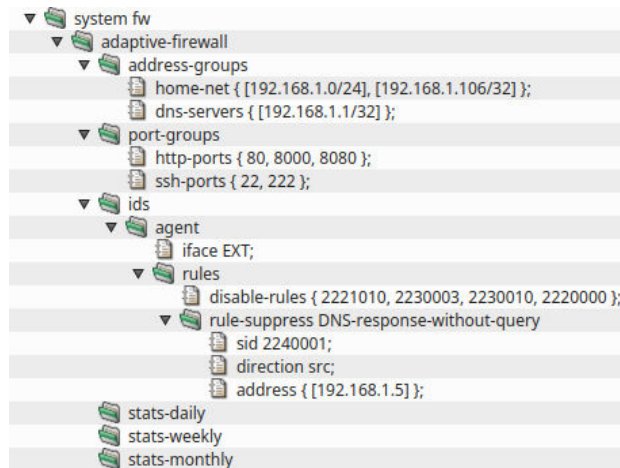 system fw
adaptive-firewall
address-groups
home-net { [192.168.1.0/24], [192.168.1.106/32] };
dns-servers { [192.168.1.1/32] };
port-groups
http-ports { 80, 8000, 8080 };
ssh-ports { 22, 222 };
ids
agent
iface EXT;
rules
disable-rules { 2221010, 2230003, 2230010, 2220000 };
rule-suppress DNS-response-without-query
sid 2240001;
direction src;
address { [192.168.1.5] };
stats-daily
stats-weekly
stats-monthly